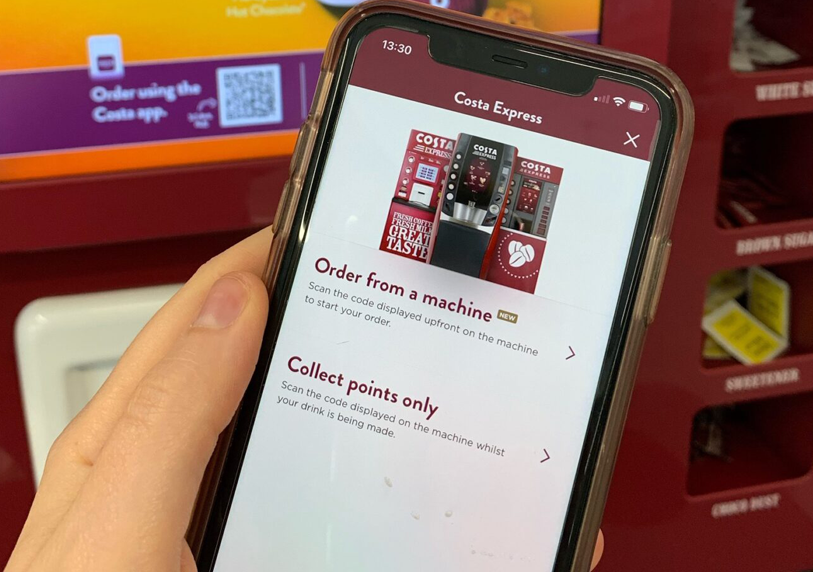 Hot Chocolate*
Order using the
Costa app.
13:30
Costa Express
COSTA
EXPRESS
FRESH COFFEE
FRESH MILK
GREAT
TASTE
COSTA
EXPRESS
COSTA
EXPRESS
Order from a machine NEW
Scan the code displayed upfront on the machine
to start your order.
Collect points only
Scan the code displayed on the machine whilst
your drink is being made.
WHITE
BROWN SUGA
SWEETENER
CHOCO DUST